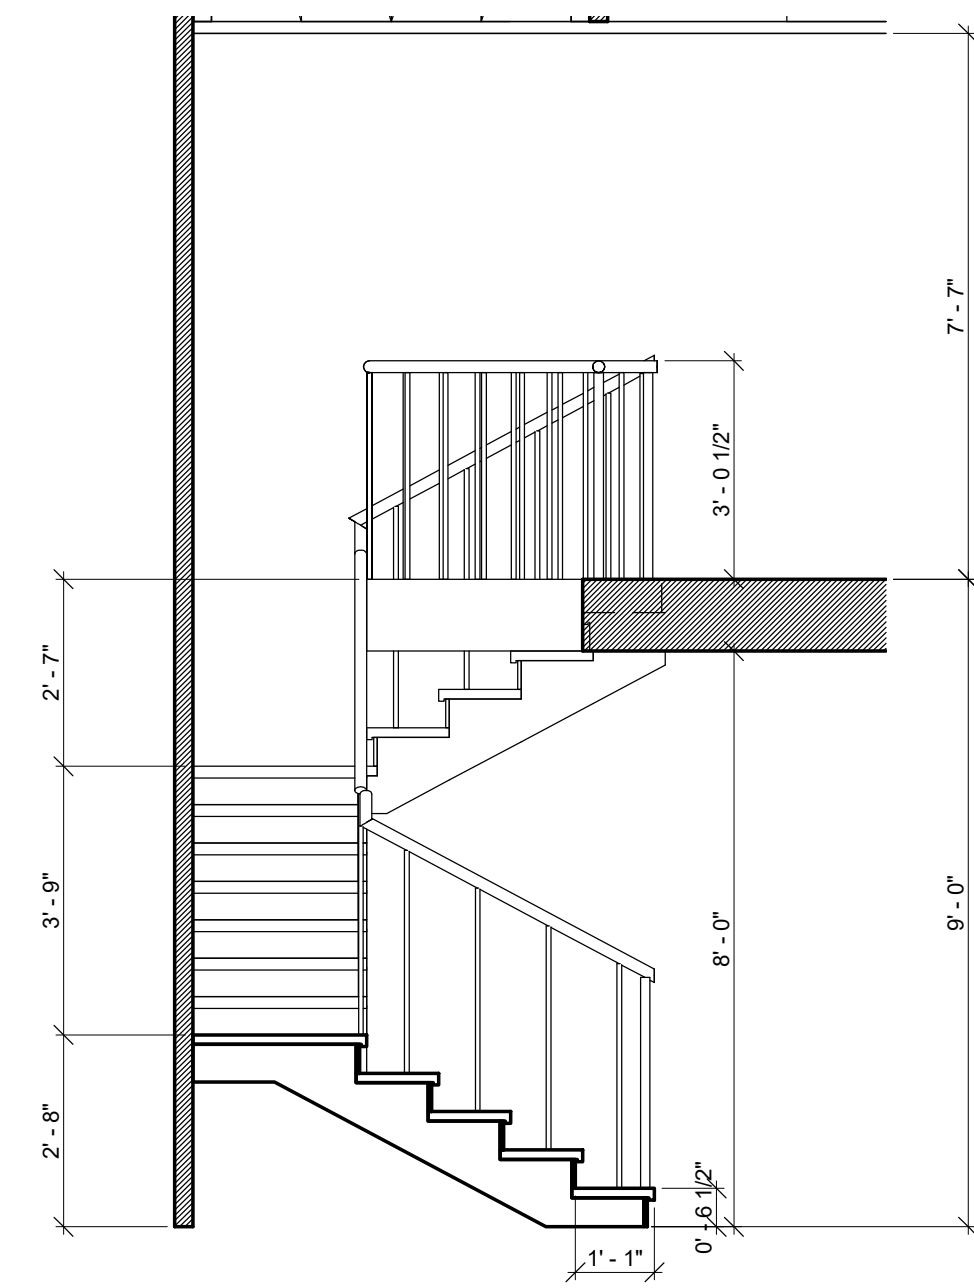 7' - 7"
3' - 0 1/2"
2' - 7"
3' - 9"
8' - 0"
9' - 0"
2' - 8"
0' - 6 1/2"
1' - 1"